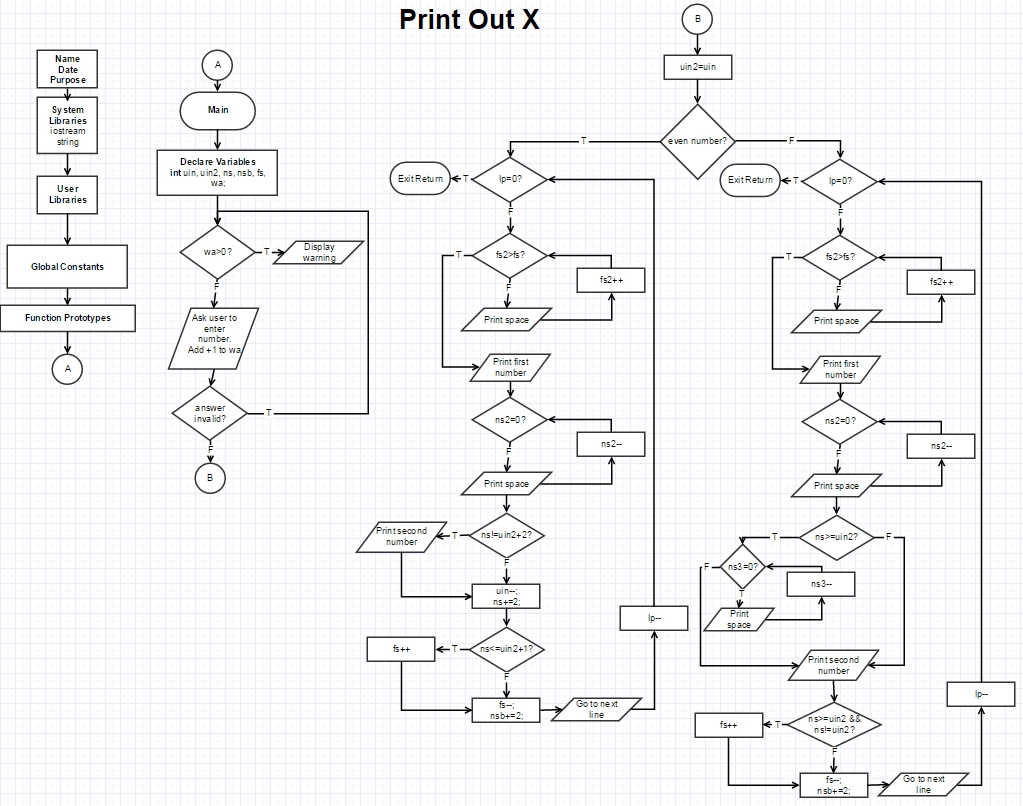 Print Out X
Name
Date
Purpose
System
Libraries
iostream
string
User
Libraries
Global Constants
Function Prototypes
A
A
Main
Declare Variables
int uin, uin2, ns, nsb, fs,
wa;
wa>0?
T
Display
warning
F
Ask user to
enter
number.
Add +1 to wa
answer
invalid?
T
F
B
B
uin2=uin
even number?
T
F
Exit Return
T
lp=0?
F
T
fs2>fs?
fs2++
F
Print space
Print first
number
ns2=0?
ns2--
F
Print space
Print second
number
T
ns!=uin2+2?
F
uin--;
ns+=2;
fs++
T
ns<=uin2+1?
F
fs--;
nsb+=2;
Go to next
line
lp--
Exit Return
T
lp=0?
F
T
fs2>fs?
fs2++
F
Print space
Print first
number
ns2=0?
ns2--
F
Print space
T
ns>=uin2?
F
F
ns3=0?
ns3--
T
Print
space
Print second
number
fs++
T
ns>=uin2 &&
ns!=uin2?
F
fs--;
nsb+=2;
Go to next
line
lp--